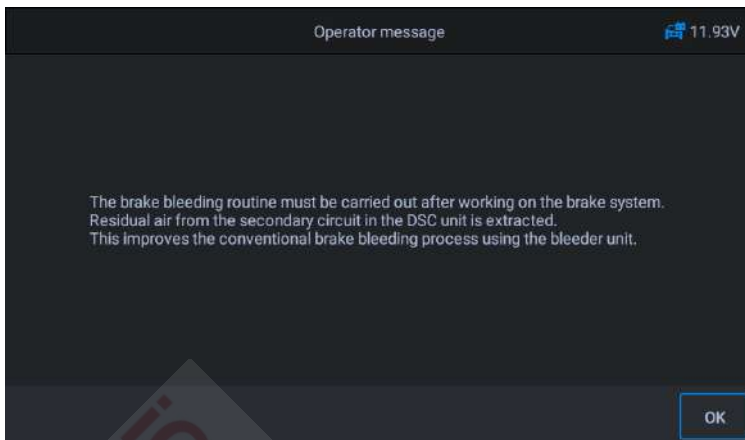 Operator message
11.93V
The brake bleeding routine must be carried out after working on the brake system.
Residual air from the secondary circuit in the DSC unit is extracted.
This improves the conventional brake bleeding process using the bleeder unit.
OK